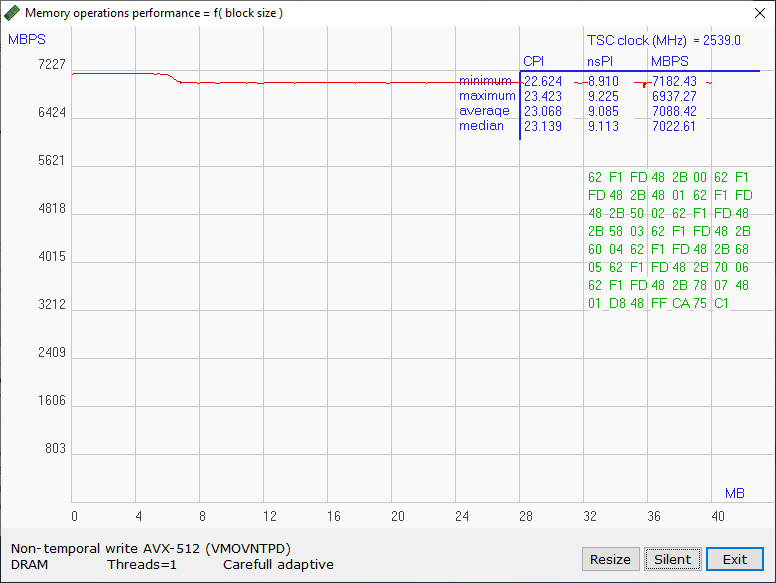 Memory operations performance = f( block size )
MBPS
TSC clock (MHz) = 2539.0
CPI nsPI MBPS
7227
minimum 22.624 8.910 7182.43
maximum 23.423 9.225 6937.27
average 23.068 9.085 7088.42
median 23.139 9.113 7022.61
6424
5621
4818
4015
3212
2409
1606
803
62 F1 FD 48 2B 00 62 F1
FD 48 2B 48 01 62 F1 FD
48 2B 50 02 62 F1 FD 48
2B 58 03 62 F1 FD 48 2B
60 04 62 F1 FD 48 2B 68
05 62 F1 FD 48 2B 70 06
62 F1 FD 48 2B 78 07 48
01 D8 48 FF CA 75 C1
MB
0 4 8 12 16 20 24 28 32 36 40
Non-temporal write AVX-512 (VMOVNTPD)
DRAM Threads=1 Carefull adaptive
Resize Silent Exit